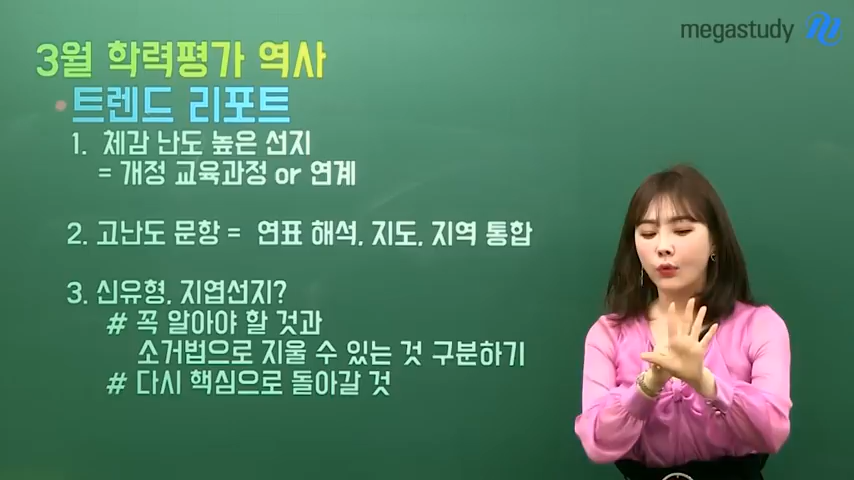 megastudy
3월 학력평가 역사
트렌드 리포트
1. 체감 난도 높은 선지
= 개정 교육과정 or 연계
2. 고난도 문항 = 연표 해석, 지도, 지역 통합
3. 신유형, 지엽선지?
# 꼭 알아야 할 것과
소거법으로 지울 수 있는 것 구분하기
# 다시 핵심으로 돌아갈 것